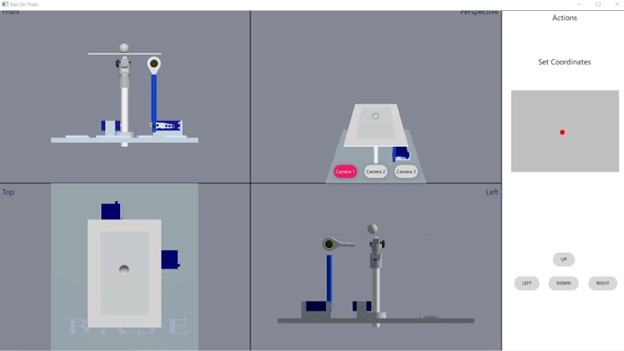 Ball On Plate
Front
Perspective
Actions
Set Coordinates
Camera 1
Camera 2
Camera 3
Top
Left
BASE
UP
LEFT
DOWN
RIGHT